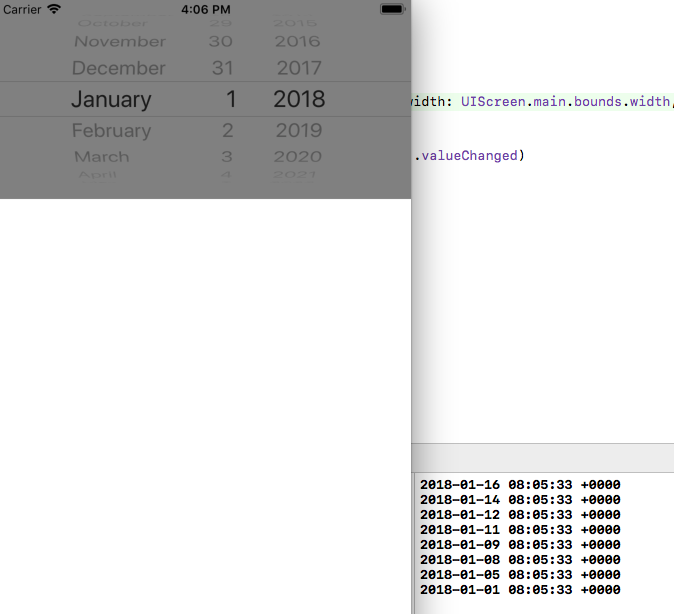 Carrier 4:06 PM
October 29 2015
November 30 2016
December 31 2017
January 1 2018
February 2 2019
March 3 2020
April 4 2021
width: UIScreen.main.bounds.width,
.valueChanged)
2018-01-16 08:05:33 +0000
2018-01-14 08:05:33 +0000
2018-01-12 08:05:33 +0000
2018-01-11 08:05:33 +0000
2018-01-09 08:05:33 +0000
2018-01-08 08:05:33 +0000
2018-01-05 08:05:33 +0000
2018-01-01 08:05:33 +0000